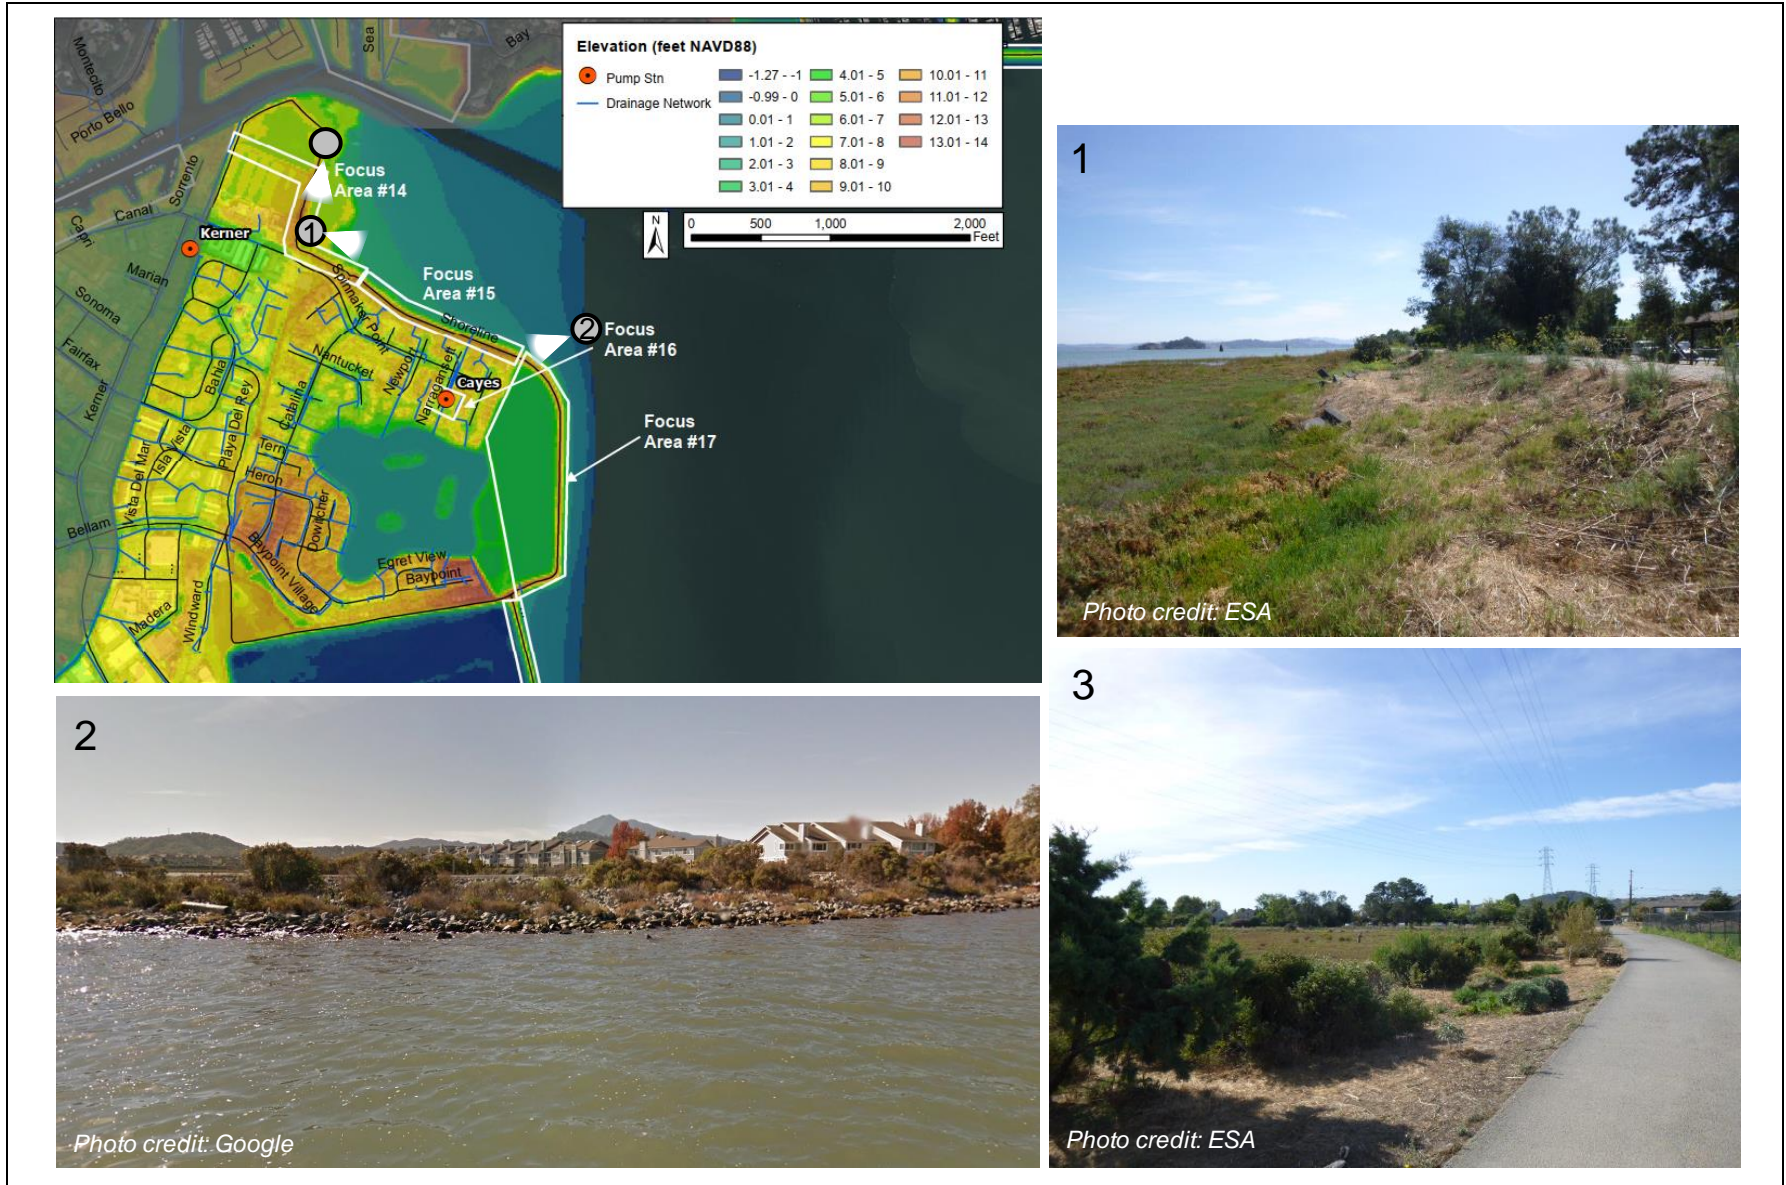 Elevation (feet NAVD88)
Pump Stn
Drainage Network
-1.27 - -1
-0.99 - 0
0.01 - 1
1.01 - 2
2.01 - 3
3.01 - 4
4.01 - 5
5.01 - 6
6.01 - 7
7.01 - 8
8.01 - 9
9.01 - 10
10.01 - 11
11.01 - 12
12.01 - 13
13.01 - 14
N
0 500 1,000 2,000
Feet
Montecito
Sea
Bay
Porto Bello
Sorrento
Canal
Capri
Kerner
Marian
Sonoma
Fairfax
Kerner
Focus
Area #14
1
Focus
Area #15
2
Focus
Area #16
Focus
Area #17
Spinnaker Point
Shoreline
Nantucket
Newport
Narragansett
Cayes
Bahia
Catalina
Playa Del Rey
Isla Vista
Vista Del Mar
Tern
Heron
Dowitcher
Bellam
Baypoint Village
Egret View
Baypoint
Madera
Windward
1
Photo credit: ESA
2
Photo credit: Google
3
Photo credit: ESA